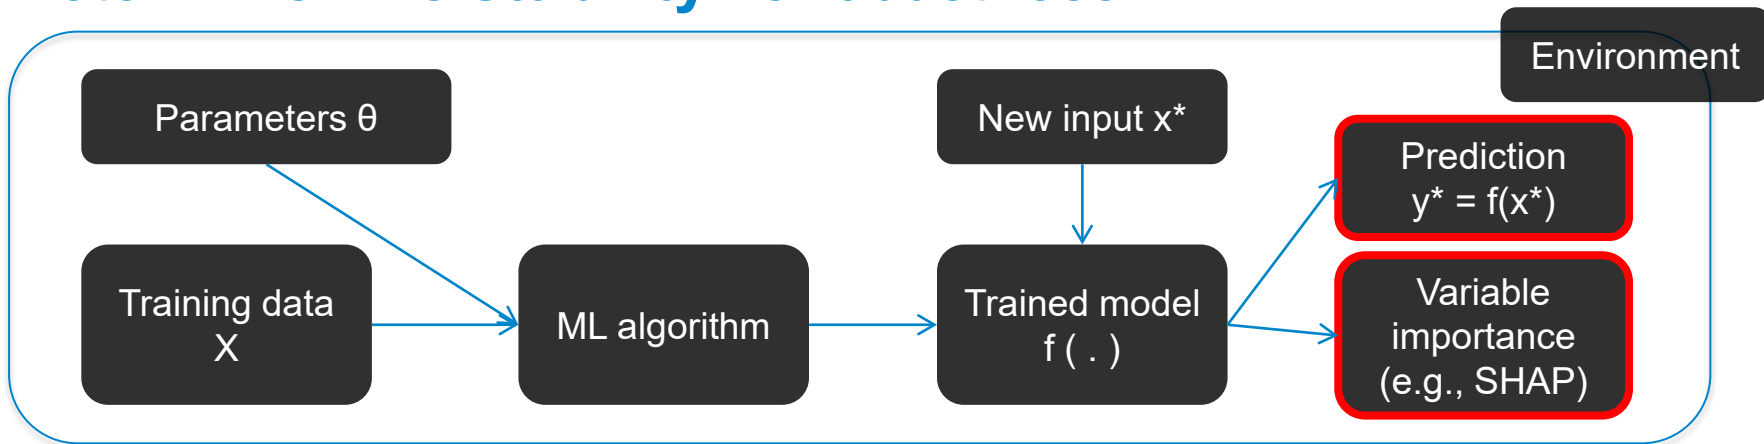 Environment
Parameters θ
New input x*
Prediction
y* = f(x*)
Training data
X
ML algorithm
Trained model
f ( . )
Variable
importance
(e.g., SHAP)